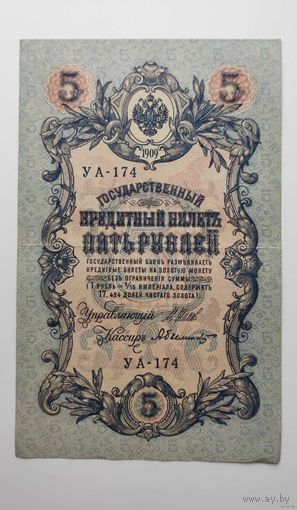 5 5
1909
УА-174
ГОСУДАРСТВЕННЫЙ
КРЕДИТНЫЙ БИЛЕТЪ
ПЯТЬ РУБЛЕЙ
ГОСУДАРСТВЕННЫЙ БАНКЪ РАЗМѢНИВАЕТЪ
КРЕДИТНЫЕ БИЛЕТЫ НА ЗОЛОТУЮ МОНЕТУ
БЕЗЪ ОГРАНИЧЕНІЯ СУММЫ
(1 РУБЛЬ = 1/15 ИМПЕРІАЛА, СОДЕРЖИТЪ
17,424 ДОЛЕЙ ЧИСТАГО ЗОЛОТА).
Управляющій
Кассиръ
УА-174
5
ay.by